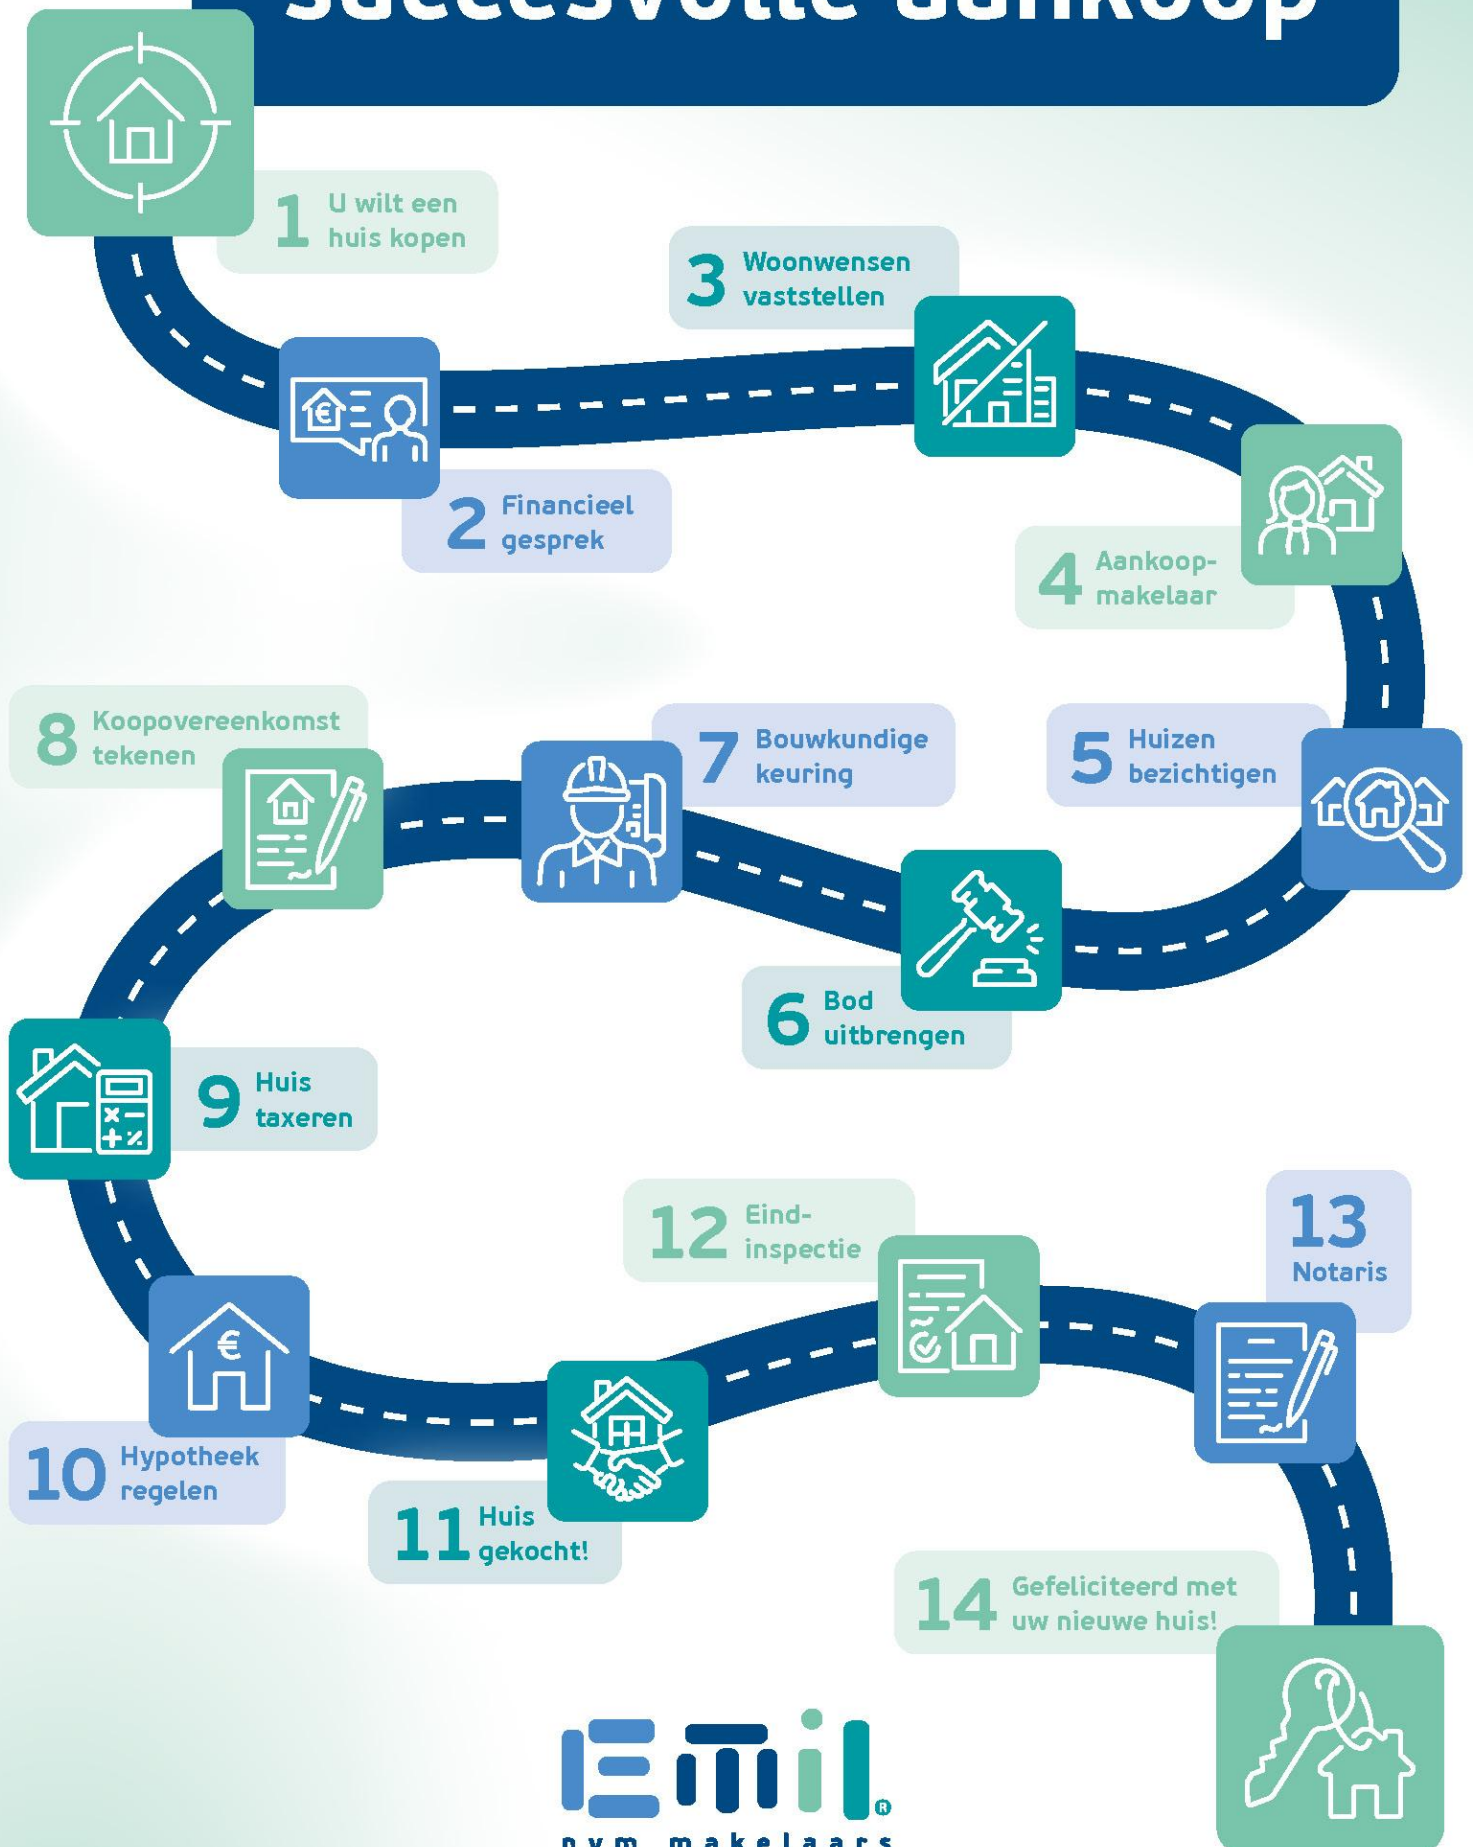 succesvolle aankoop
1 U wilt een
huis kopen
3 Woonwensen
vaststellen
2 Financieel
gesprek
4 Aankoop-
makelaar
8 Koopovereenkomst
tekenen
7 Bouwkundige
keuring
5 Huizen
bezichtigen
6 Bod
uitbrengen
9 Huis
taxeren
12 Eind-
inspectie
13
Notaris
10 Hypotheek
regelen
11 Huis
gekocht!
14 Gefeliciteerd met
uw nieuwe huis!
Emil®
nvm makelaars